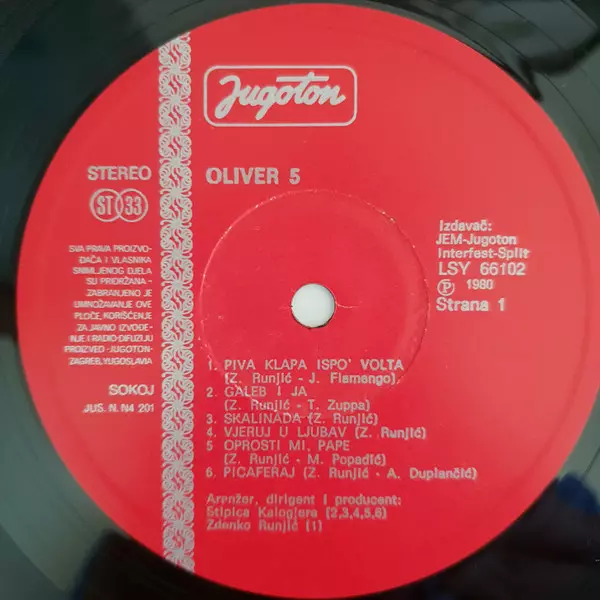 Jugoton
STEREO
OLIVER 5
ST 33
Izdavač:
JEM-Jugoton
Interfest-Split
LSY 66102
Ⓟ 1980
Strana 1
SVA PRAVA PROIZVO-
ĐAČA I VLASNIKA
SNIMLJENOG DJELA
SU PRIDRŽANA -
ZABRANJENO JE
UMNOŽAVANJE OVE
PLOČE, KORIŠĆENJE
ZA JAVNO IZVOĐE-
NJE I RADIO-DIFUZIJU
PROIZVED -JUGOTON-
ZAGREB, YUGOSLAVIA
SOKOJ
JUS. N. N4 201
1. PIVA KLAPA ISPO' VOLTA
(Z. Runjić - J. Flamengo)
2. GALEB I JA
(Z. Runjić - T. Zuppa)
3. SKALINADA (Z. Runjić)
4. VJERUJ U LJUBAV (Z. Runjić)
5 OPROSTI MI, PAPE
(Z. Runjić - M. Popadić)
6. PICAFERAJ (Z. Runjić - A. Duplančić)
Aranžer, dirigent i producent:
Stipica Kalogjera (2,3,4,5,6)
Zdenko Runjić (1)